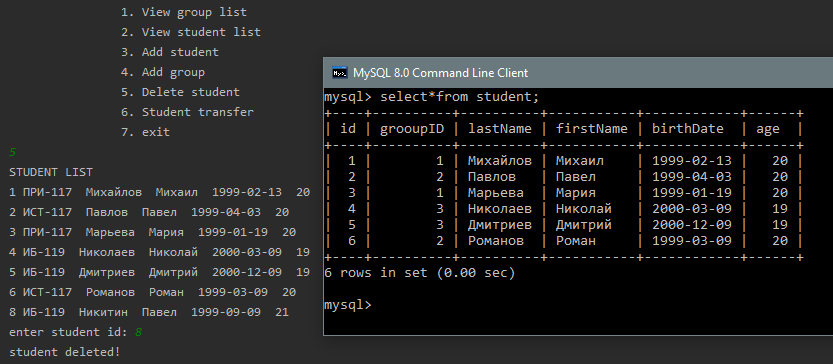 1. View group list
2. View student list
3. Add student
4. Add group
5. Delete student
6. Student transfer
7. exit
5
STUDENT LIST
1 ПРИ-117 Михайлов Михаил 1999-02-13 20
2 ИСТ-117 Павлов Павел 1999-04-03 20
3 ПРИ-117 Марьева Мария 1999-01-19 20
4 ИБ-119 Николаев Николай 2000-03-09 19
5 ИБ-119 Дмитриев Дмитрий 2000-12-09 19
6 ИСТ-117 Романов Роман 1999-03-09 20
8 ИБ-119 Никитин Павел 1999-09-09 21
enter student id: 8
student deleted!
MySQL 8.0 Command Line Client
mysql> select*from student;
+----+----------+----------+-----------+------------+------+
| id | grooupID | lastName | firstName | birthDate | age |
+----+----------+----------+-----------+------------+------+
| 1 | 1 | Михайлов | Михаил | 1999-02-13 | 20 |
| 2 | 2 | Павлов | Павел | 1999-04-03 | 20 |
| 3 | 1 | Марьева | Мария | 1999-01-19 | 20 |
| 4 | 3 | Николаев | Николай | 2000-03-09 | 19 |
| 5 | 3 | Дмитриев | Дмитрий | 2000-12-09 | 19 |
| 6 | 2 | Романов | Роман | 1999-03-09 | 20 |
+----+----------+----------+-----------+------------+------+
6 rows in set (0.00 sec)
mysql>